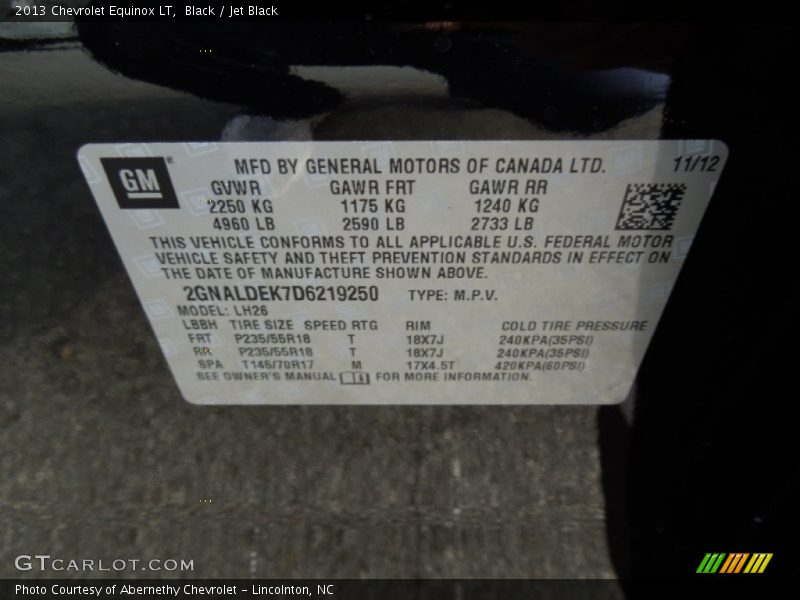 2013 Chevrolet Equinox LT, Black / Jet Black
GM ®
MFD BY GENERAL MOTORS OF CANADA LTD. 11/12
GVWR GAWR FRT GAWR RR
2250 KG 1175 KG 1240 KG
4960 LB 2590 LB 2733 LB
THIS VEHICLE CONFORMS TO ALL APPLICABLE U.S. FEDERAL MOTOR
VEHICLE SAFETY AND THEFT PREVENTION STANDARDS IN EFFECT ON
THE DATE OF MANUFACTURE SHOWN ABOVE.
2GNALDEK7D6219250 TYPE: M.P.V.
MODEL: LH26
LBBH TIRE SIZE SPEED RTG RIM COLD TIRE PRESSURE
FRT P235/55R18 T 18X7J 240KPA(35PSI)
RR P235/55R18 T 18X7J 240KPA(35PSI)
SPA T145/70R17 M 17X4.5T 420KPA(60PSI)
SEE OWNER'S MANUAL FOR MORE INFORMATION.
GTCARLOT.COM
Photo Courtesy of Abernethy Chevrolet - Lincolnton, NC